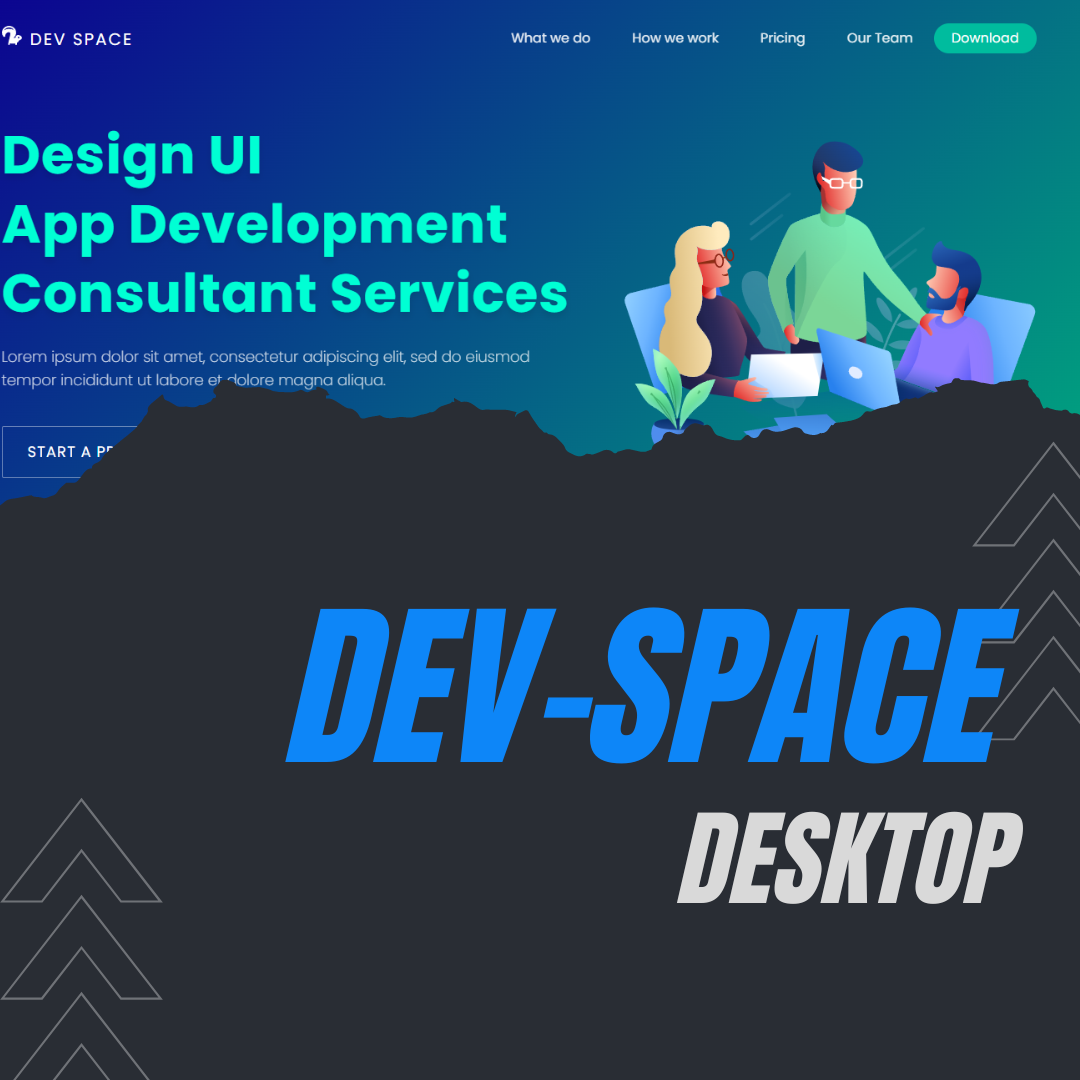 DEV SPACE
What we do How we work Pricing Our Team Download
Design UI
App Development
Consultant Services
Lorem ipsum dolor sit amet, consectetur adipiscing elit, sed do eiusmod
tempor incididunt ut labore et dolore magna aliqua.
START A
DEV-SPACE
DESKTOP